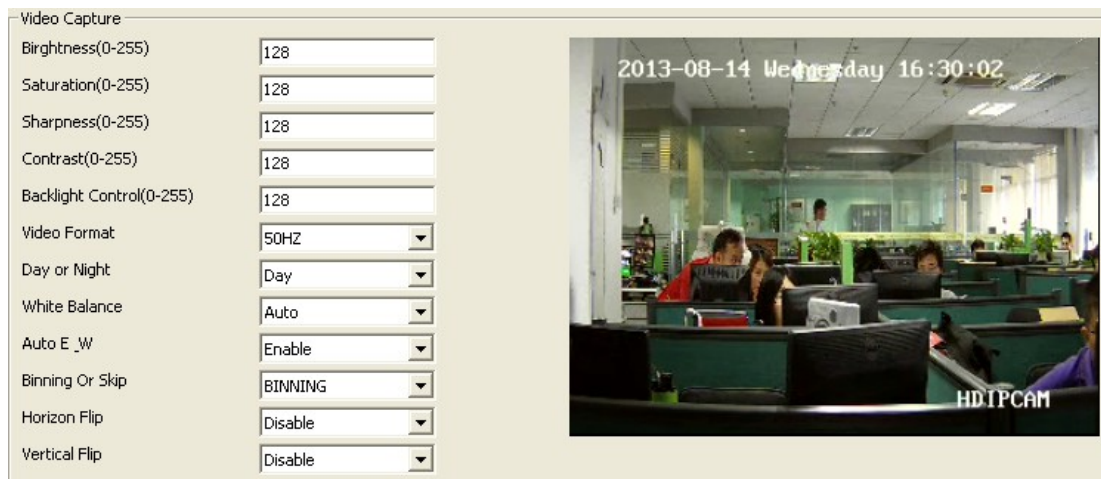 Video Capture
Birghtness(0-255) 128
Saturation(0-255) 128
Sharpness(0-255) 128
Contrast(0-255) 128
Backlight Control(0-255) 128
Video Format 50HZ
Day or Night Day
White Balance Auto
Auto E_W Enable
Binning Or Skip BINNING
Horizon Flip Disable
Vertical Flip Disable
2013-08-14 Wednesday 16:30:02
HDIPCAM